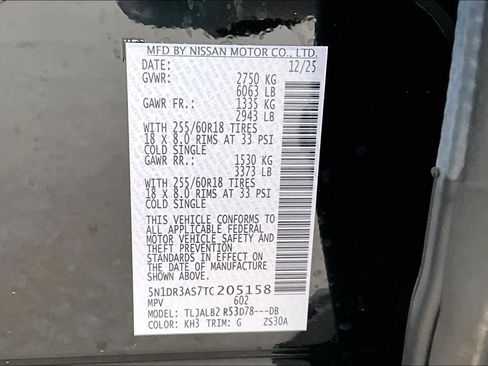 MFD BY NISSAN MOTOR CO., LTD.
DATE: 12/25
GVWR: 2750 KG
6063 LB
GAWR FR.: 1335 KG
2943 LB
WITH 255/60R18 TIRES
18 X 8.0 RIMS AT 33 PSI
COLD SINGLE
GAWR RR.: 1530 KG
3373 LB
WITH 255/60R18 TIRES
18 X 8.0 RIMS AT 33 PSI
COLD SINGLE
THIS VEHICLE CONFORMS TO
ALL APPLICABLE FEDERAL
MOTOR VEHICLE SAFETY AND
THEFT PREVENTION
STANDARDS IN EFFECT ON
THE DATE OF MANUFACTURE
SHOWN ABOVE.
5N1DR3AS7TC205158
MPV 602
MODEL: TLJALB2 R53D78---DB
COLOR: KH3 TRIM: G ZS30A